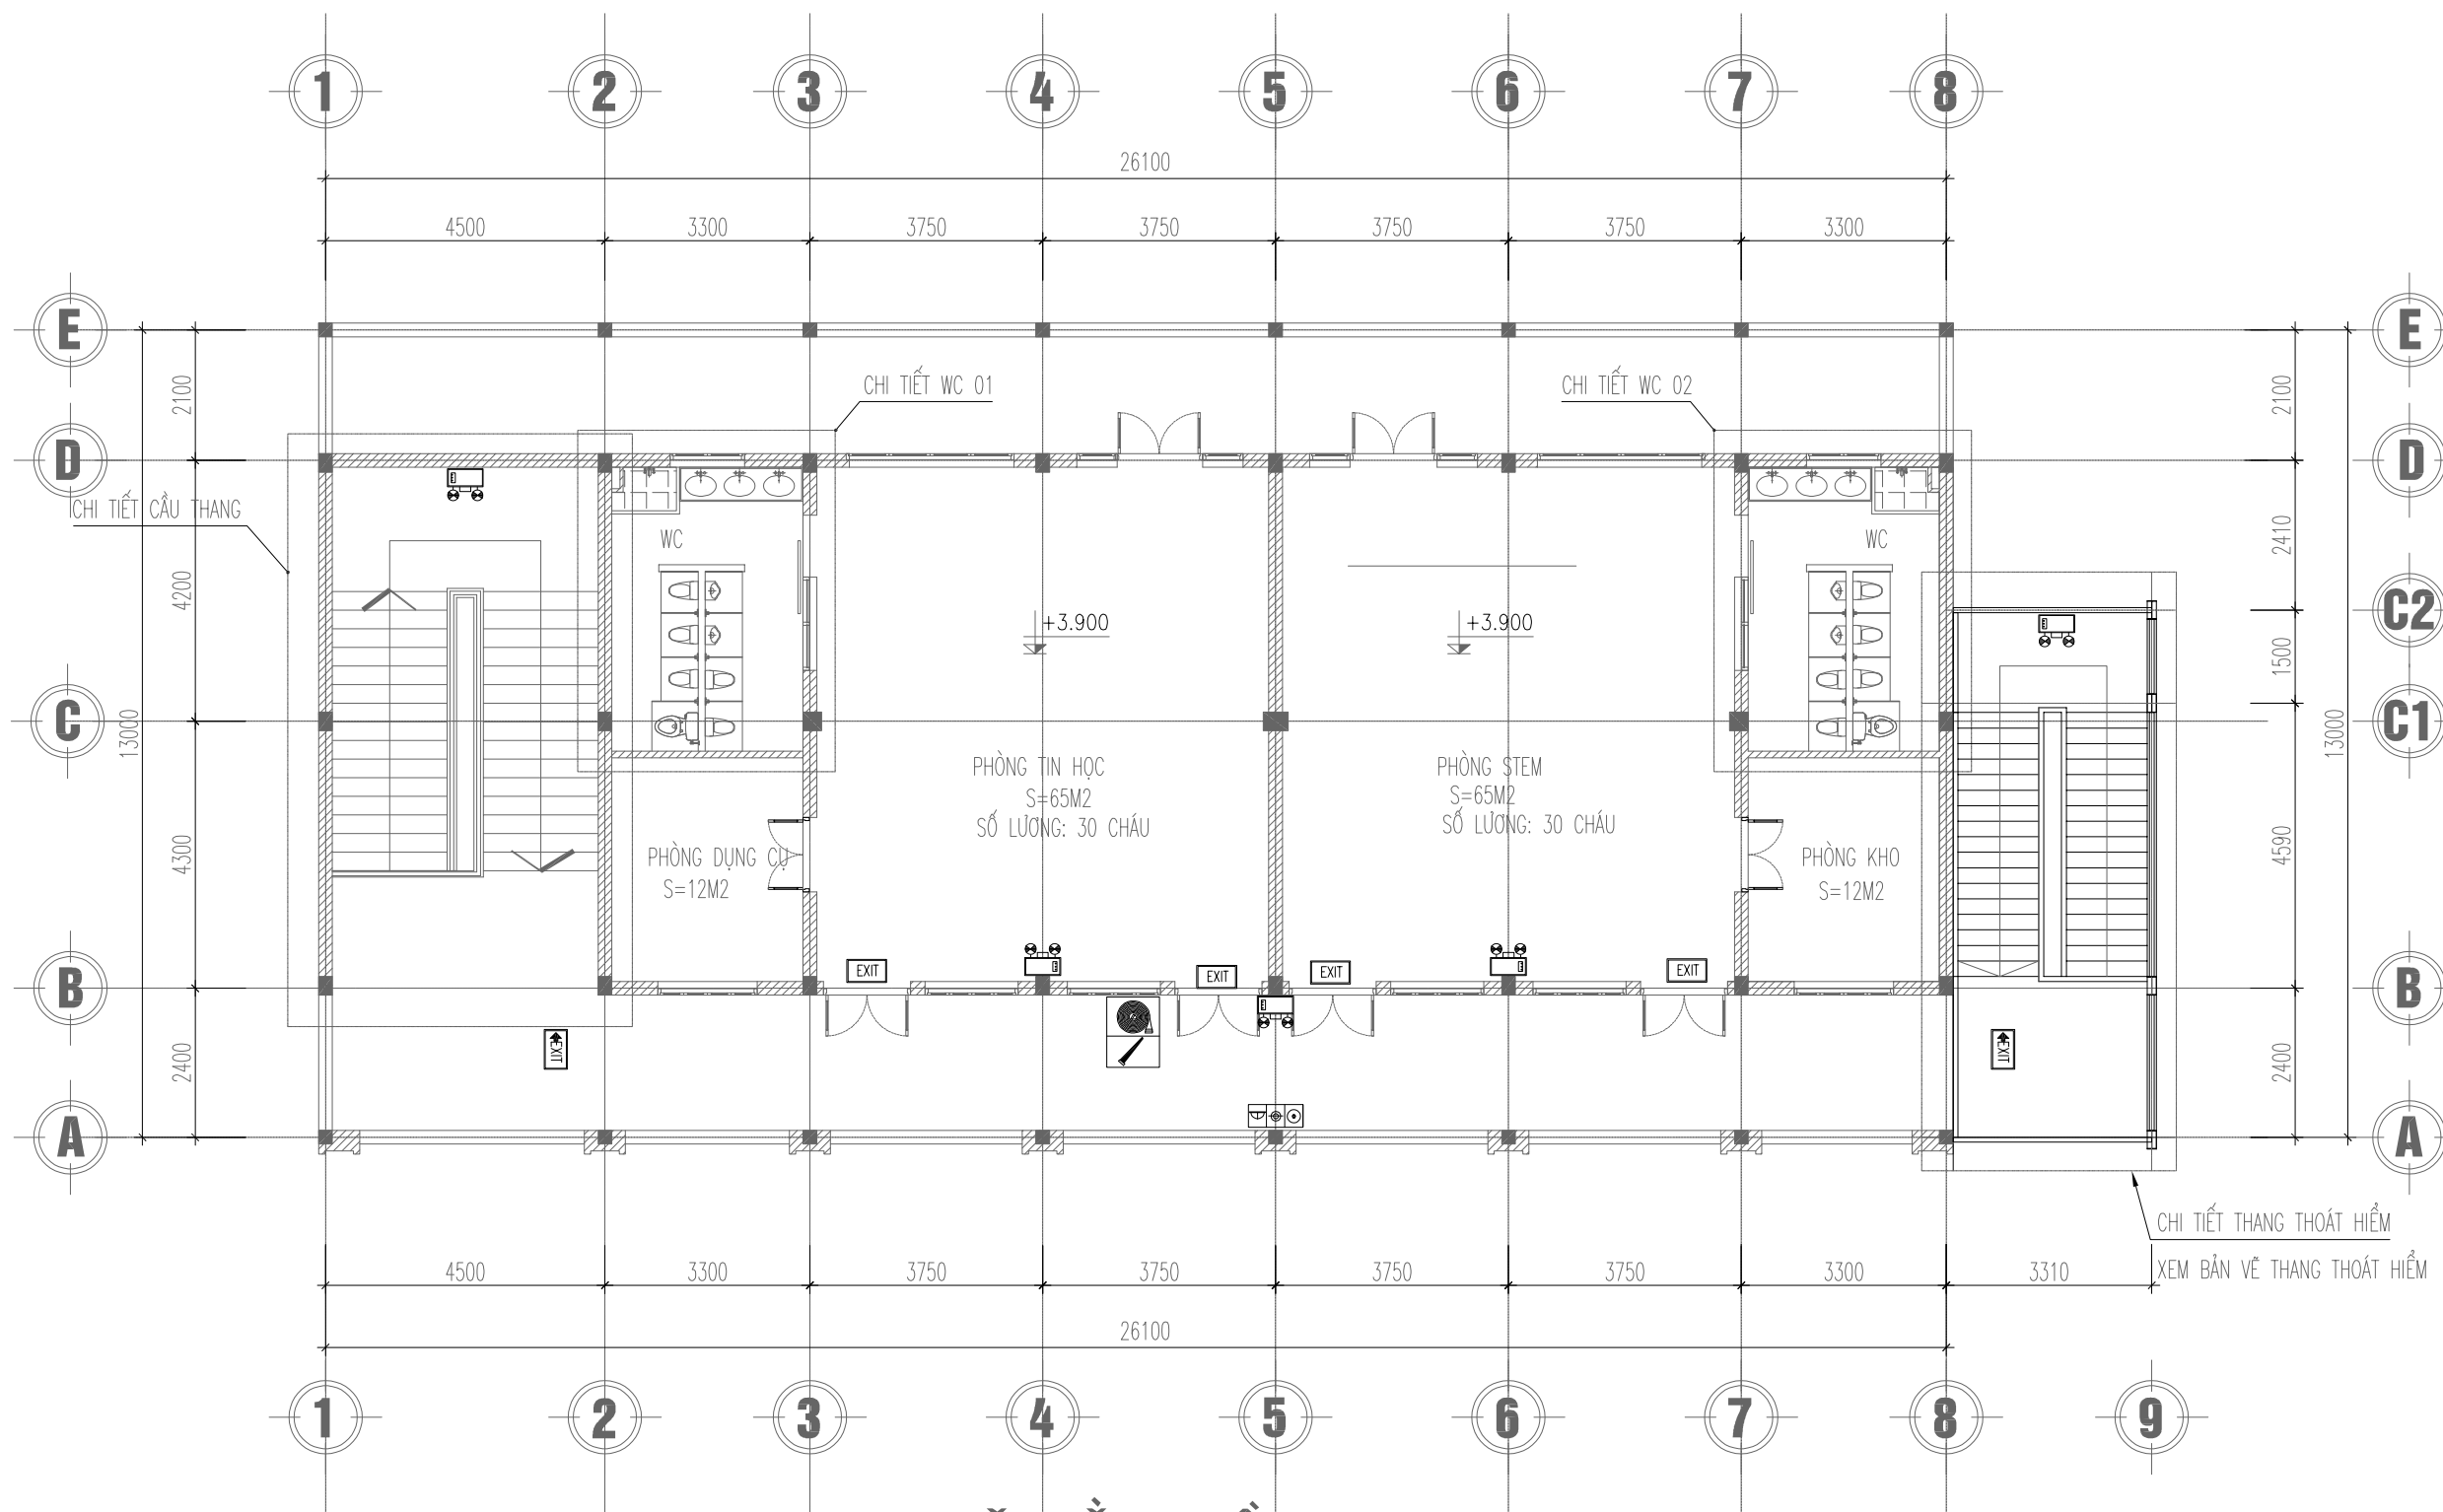 1 2 3 4 5 6 7 8
26100
4500 3300 3750 3750 3750 3750 3300
E E
2100 2100
CHI TIẾT WC 01 CHI TIẾT WC 02
D D
CHI TIẾT CẦU THANG
WC WC
2410
4200
C2
+3.900 +3.900
1500
C C1
13000 13000
PHÒNG TIN HỌC
S=65M2
SỐ LƯỢNG: 30 CHÁU
PHÒNG STEM
S=65M2
SỐ LƯỢNG: 30 CHÁU
4300 4590
PHÒNG DỤNG CỤ
S=12M2
PHÒNG KHO
S=12M2
EXIT EXIT EXIT EXIT
B B
EXIT EXIT
2400 2400
A A
CHI TIẾT THANG THOÁT HIỂM
XEM BẢN VẼ THANG THOÁT HIỂM
4500 3300 3750 3750 3750 3750 3300 3310
26100
1 2 3 4 5 6 7 8 9